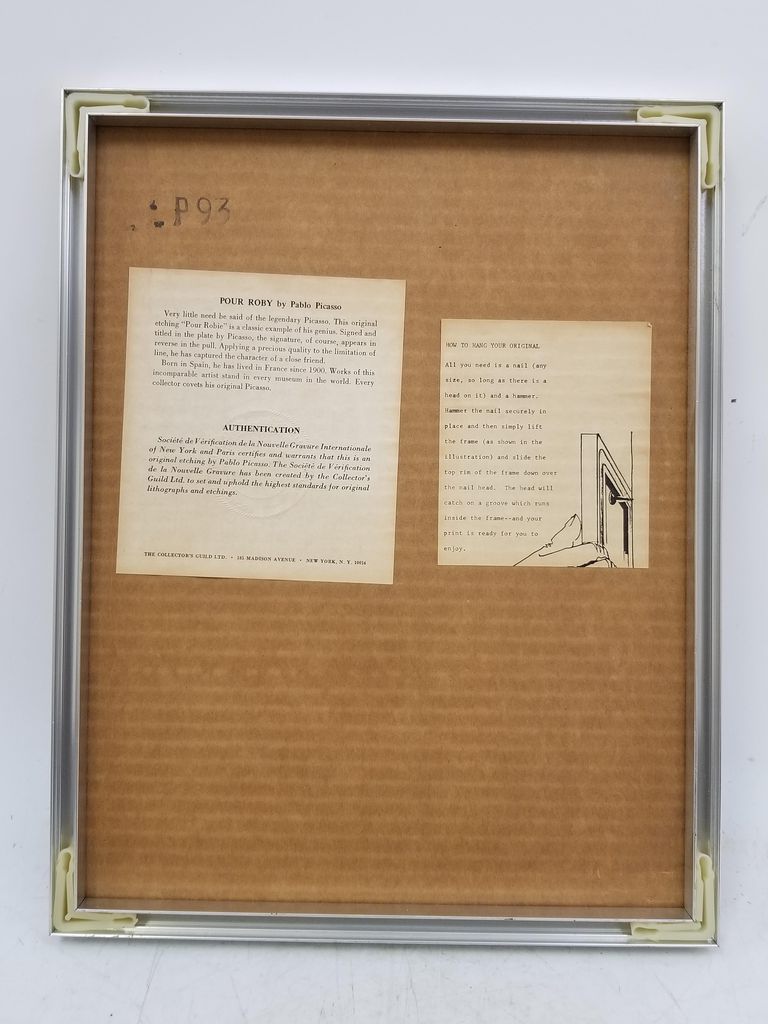 P93
POUR ROBY by Pablo Picasso
Very little need be said of the legendary Picasso. This original
etching "Pour Robie" is a classic example of his genius. Signed and
titled in the plate by Picasso, the signature, of course, appears in
reverse in the pull. Applying a precious quality to the limitation of
line, he has captured the character of a close friend.
Born in Spain, he has lived in France since 1900. Works of this
incomparable artist stand in every museum in the world. Every
collector covets his original Picasso.
AUTHENTICATION
Société de Vérification de la Nouvelle Gravure Internationale
of New York and Paris certifies and warrants that this is an
original etching by Pablo Picasso. The Société de Vérification
de la Nouvelle Gravure has been created by the Collector's
Guild Ltd. to set and uphold the highest standards for original
lithographs and etchings.
THE COLLECTOR'S GUILD LTD. • 185 MADISON AVENUE • NEW YORK, N. Y. 10016
HOW TO HANG YOUR ORIGINAL
All you need is a nail (any
size, so long as there is a
head on it) and a hammer.
Hammer the nail securely in
place and then simply lift
the frame (as shown in the
illustration) and slide the
top rim of the frame down over
the nail head. The head will
catch on a groove which runs
inside the frame--and your
print is ready for you to
enjoy.